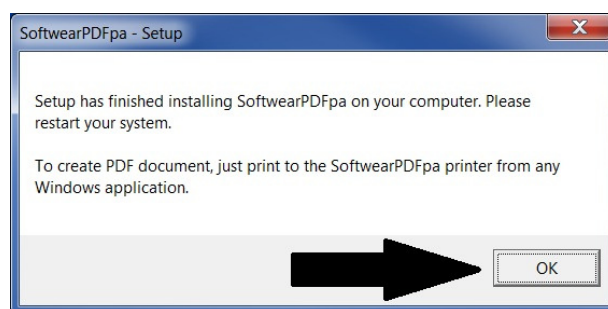 SoftwearPDFpa - Setup
Setup has finished installing SoftwearPDFpa on your computer. Please
restart your system.
To create PDF document, just print to the SoftwearPDFpa printer from any
Windows application.
OK